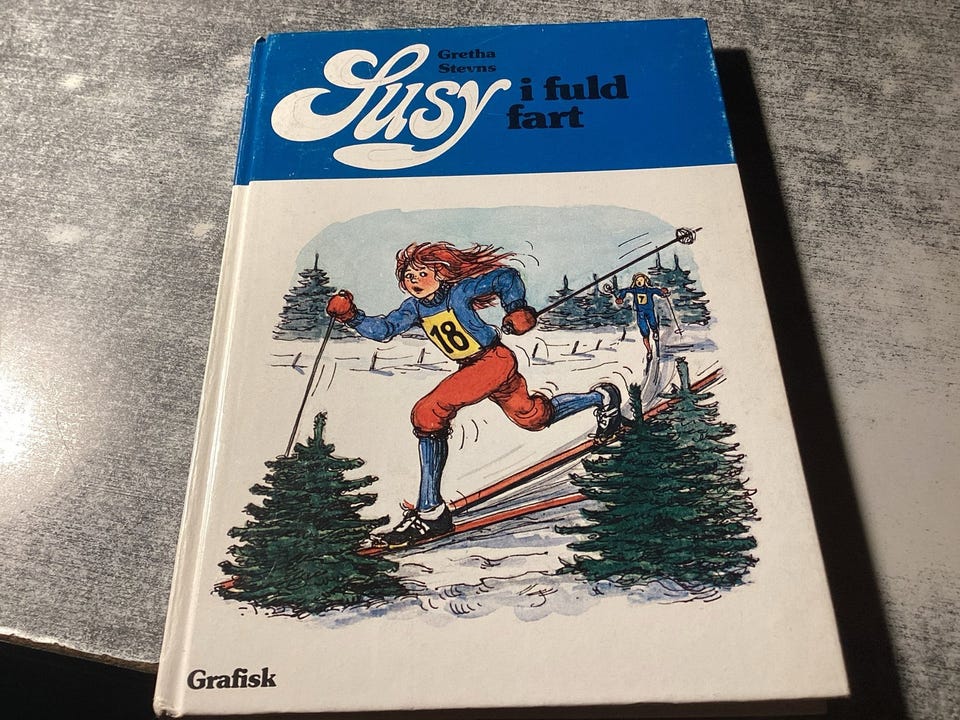 Gretha
Stevns
Susy i fuld
fart
18
7
Grafisk